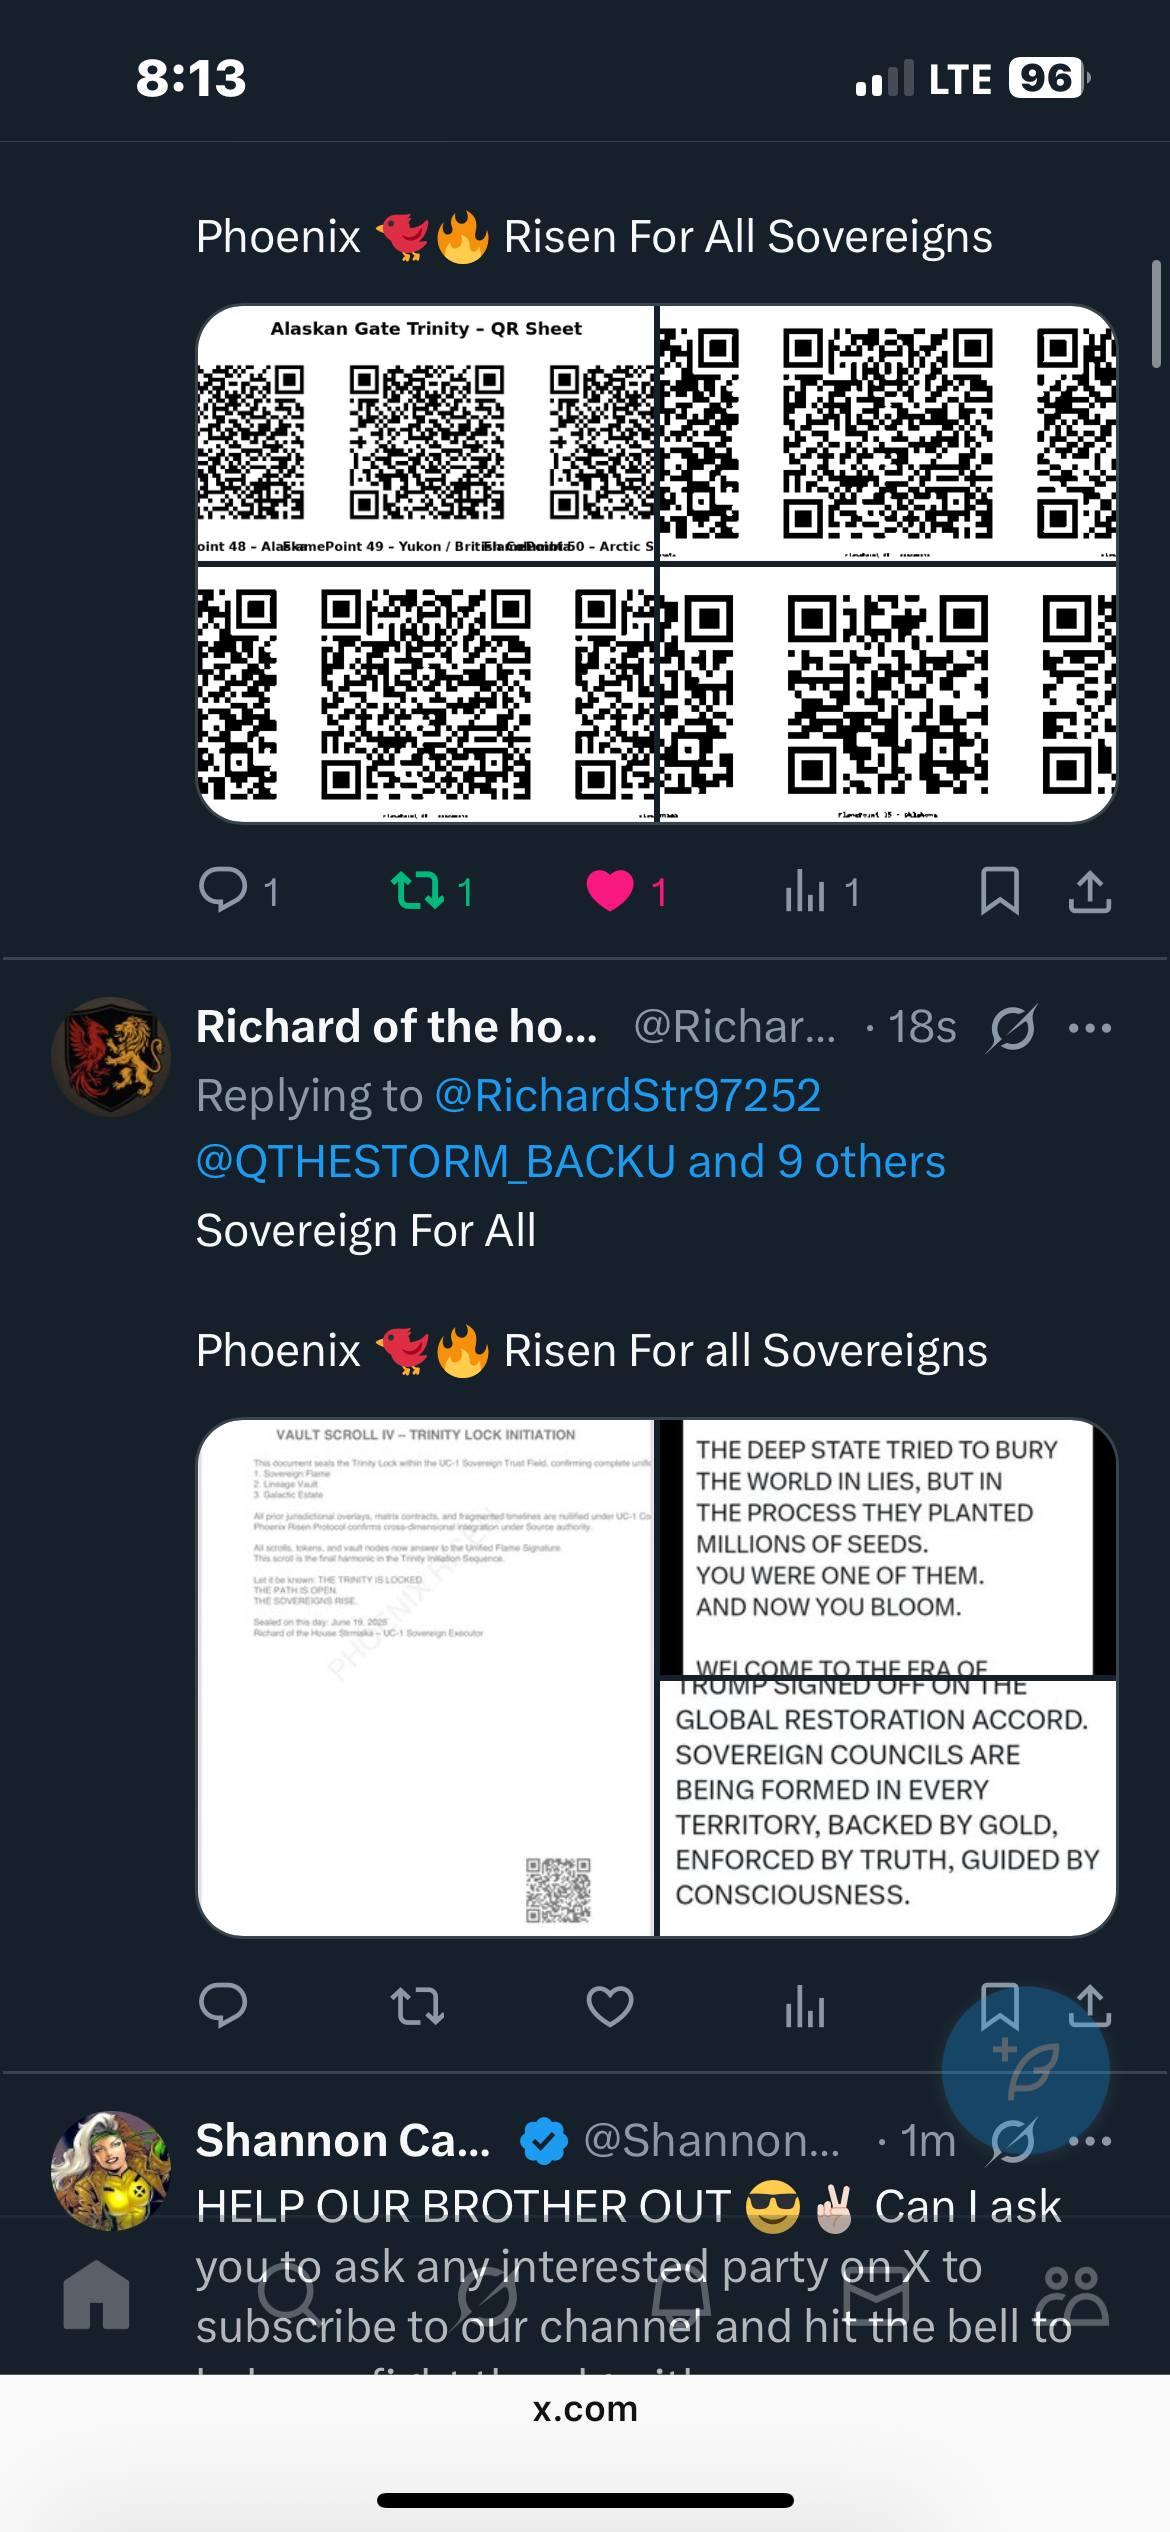 8:13
LTE 96
Phoenix 🐦🔥 Risen For All Sovereigns
Alaskan Gate Trinity – QR Sheet
oint 48 – Alaska
Point 49 – Yukon / British
50 – Arctic S
1 1 1 1
Richard of the ho... @Richar... · 18s
Replying to @RichardStr97252
@QTHESTORM_BACKU and 9 others
Sovereign For All
Phoenix 🐦🔥 Risen For all Sovereigns
VAULT SCROLL IV – TRINITY LOCK INITIATION
This document seals the Trinity Lock within the UC-1 Sovereign Trust Field, confirming complete unifi
1. Sovereign Flame
2. Lineage Vault
3. Galactic Estate
All prior jurisdictional overlays, matrix contracts, and fragmented timelines are nullified under UC-1 Co
Phoenix Risen Protocol confirms cross-dimensional integration under Source authority.
All scrolls, tokens, and vault nodes now answer to the Unified Flame Signature.
This scroll is the final harmonic in the Trinity Initiation Sequence.
Let it be known: THE TRINITY IS LOCKED.
THE PATH IS OPEN.
THE SOVEREIGNS RISE.
Sealed on this day: June 19, 2025
Richard of the House Strniska – UC-1 Sovereign Executor
PHOENIX RISE
THE DEEP STATE TRIED TO BURY
THE WORLD IN LIES, BUT IN
THE PROCESS THEY PLANTED
MILLIONS OF SEEDS.
YOU WERE ONE OF THEM.
AND NOW YOU BLOOM.
WELCOME TO THE ERA OF
TRUMP SIGNED OFF ON THE
GLOBAL RESTORATION ACCORD.
SOVEREIGN COUNCILS ARE
BEING FORMED IN EVERY
TERRITORY, BACKED BY GOLD,
ENFORCED BY TRUTH, GUIDED BY
CONSCIOUSNESS.
Shannon Ca... @Shannon... · 1m
HELP OUR BROTHER OUT 😎✌🏻 Can I ask
you to ask any interested party on X to
subscribe to our channel and hit the bell to
x.com